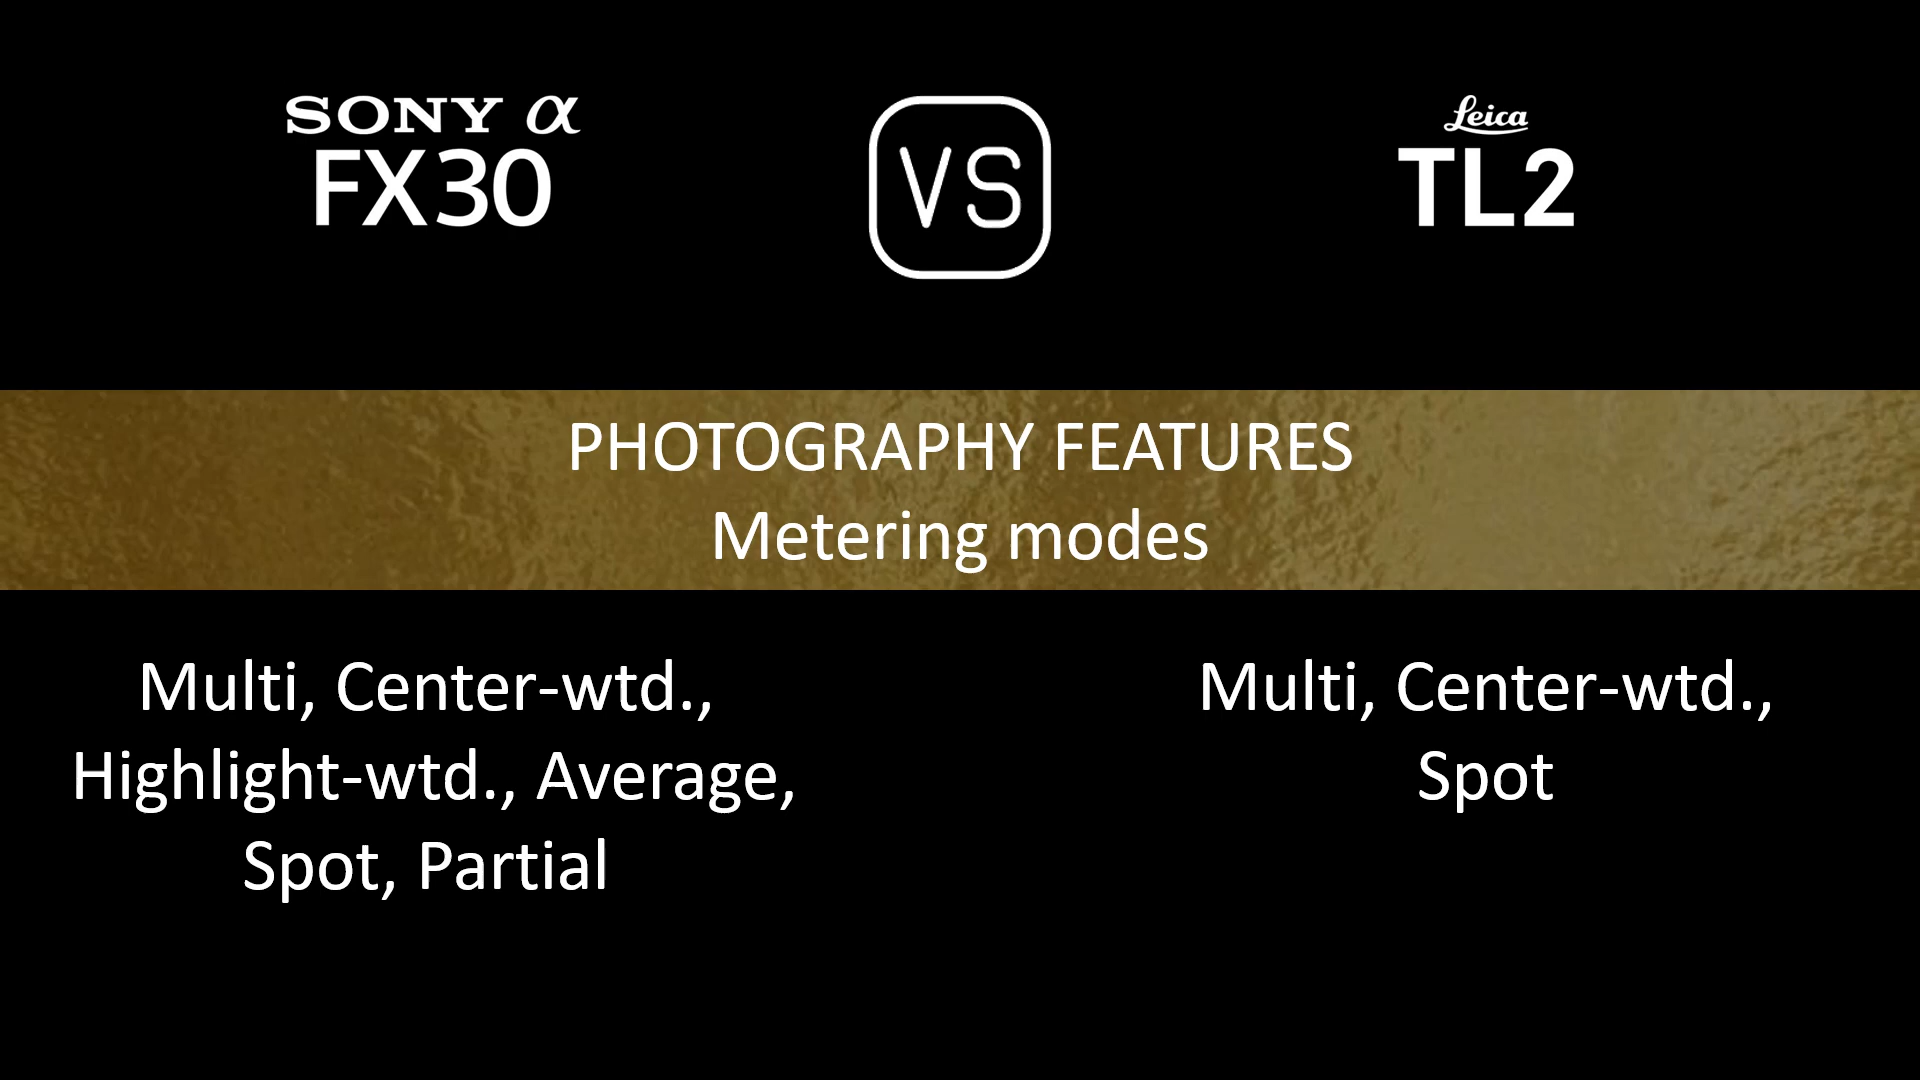 SONY α
FX30
VS
Leica
TL2
PHOTOGRAPHY FEATURES
Metering modes
Multi, Center-wtd.,
Highlight-wtd., Average,
Spot, Partial
Multi, Center-wtd.,
Spot